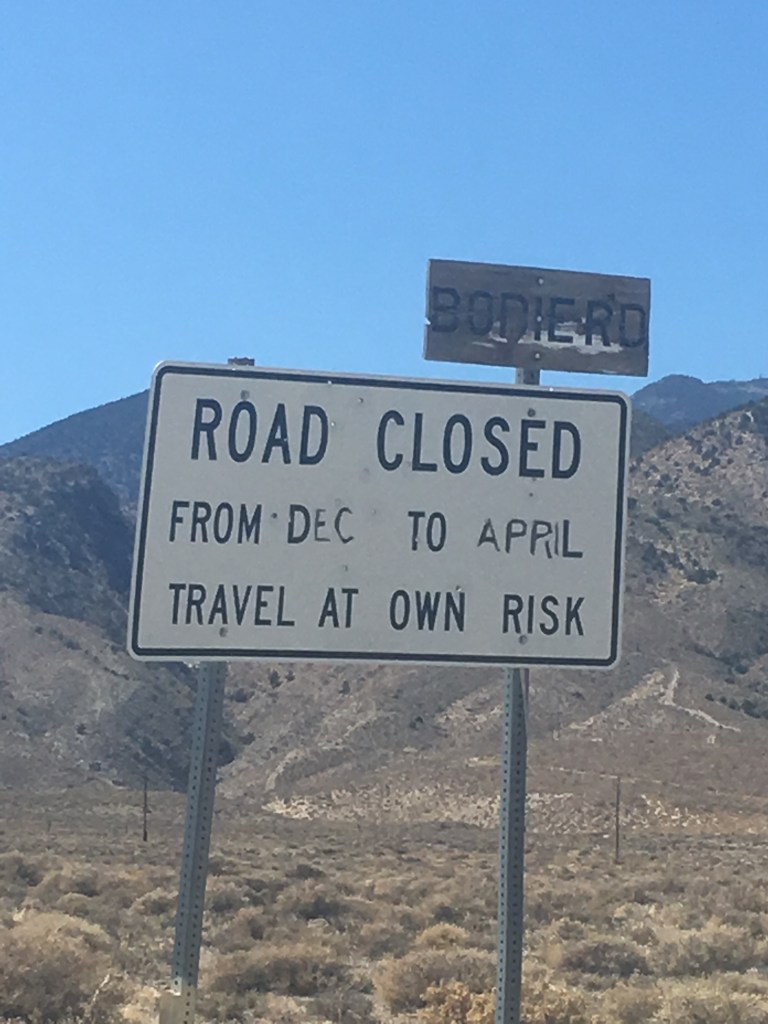 BODIE RD
ROAD CLOSED
FROM DEC TO APRIL
TRAVEL AT OWN RISK